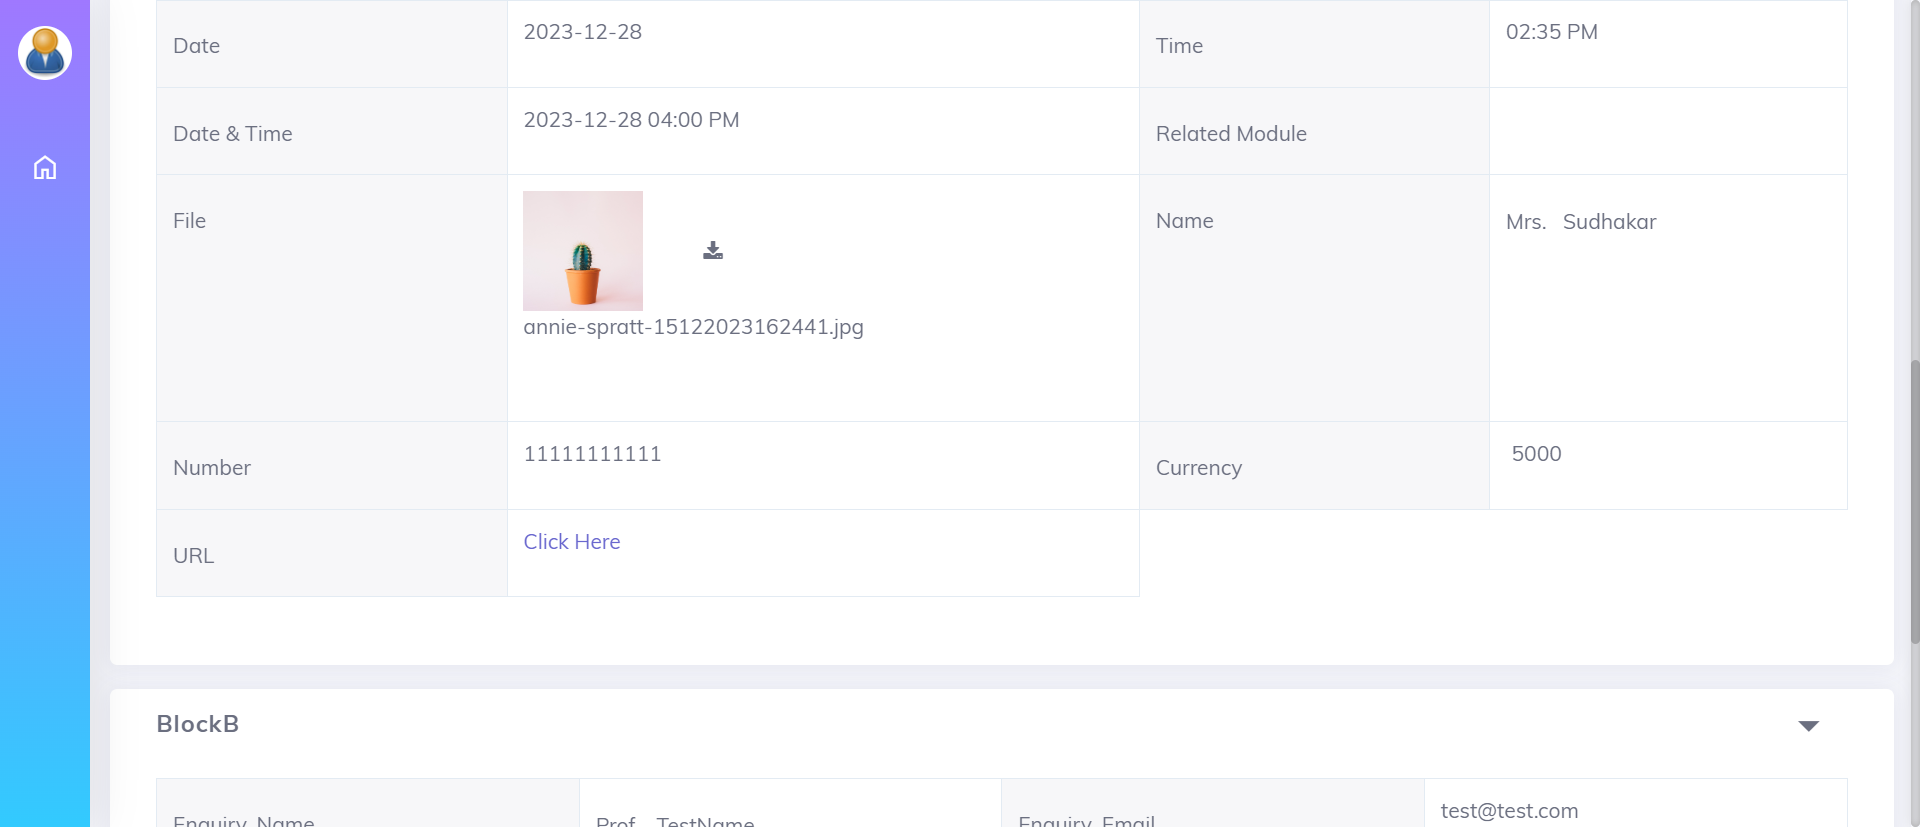 Date 2023-12-28 Time 02:35 PM
Date & Time 2023-12-28 04:00 PM Related Module
File Name Mrs. Sudhakar
annie-spratt-15122023162441.jpg
Number 11111111111 Currency 5000
URL Click Here
BlockB
Enquiry Name Prof. TestName Enquiry Email test@test.com